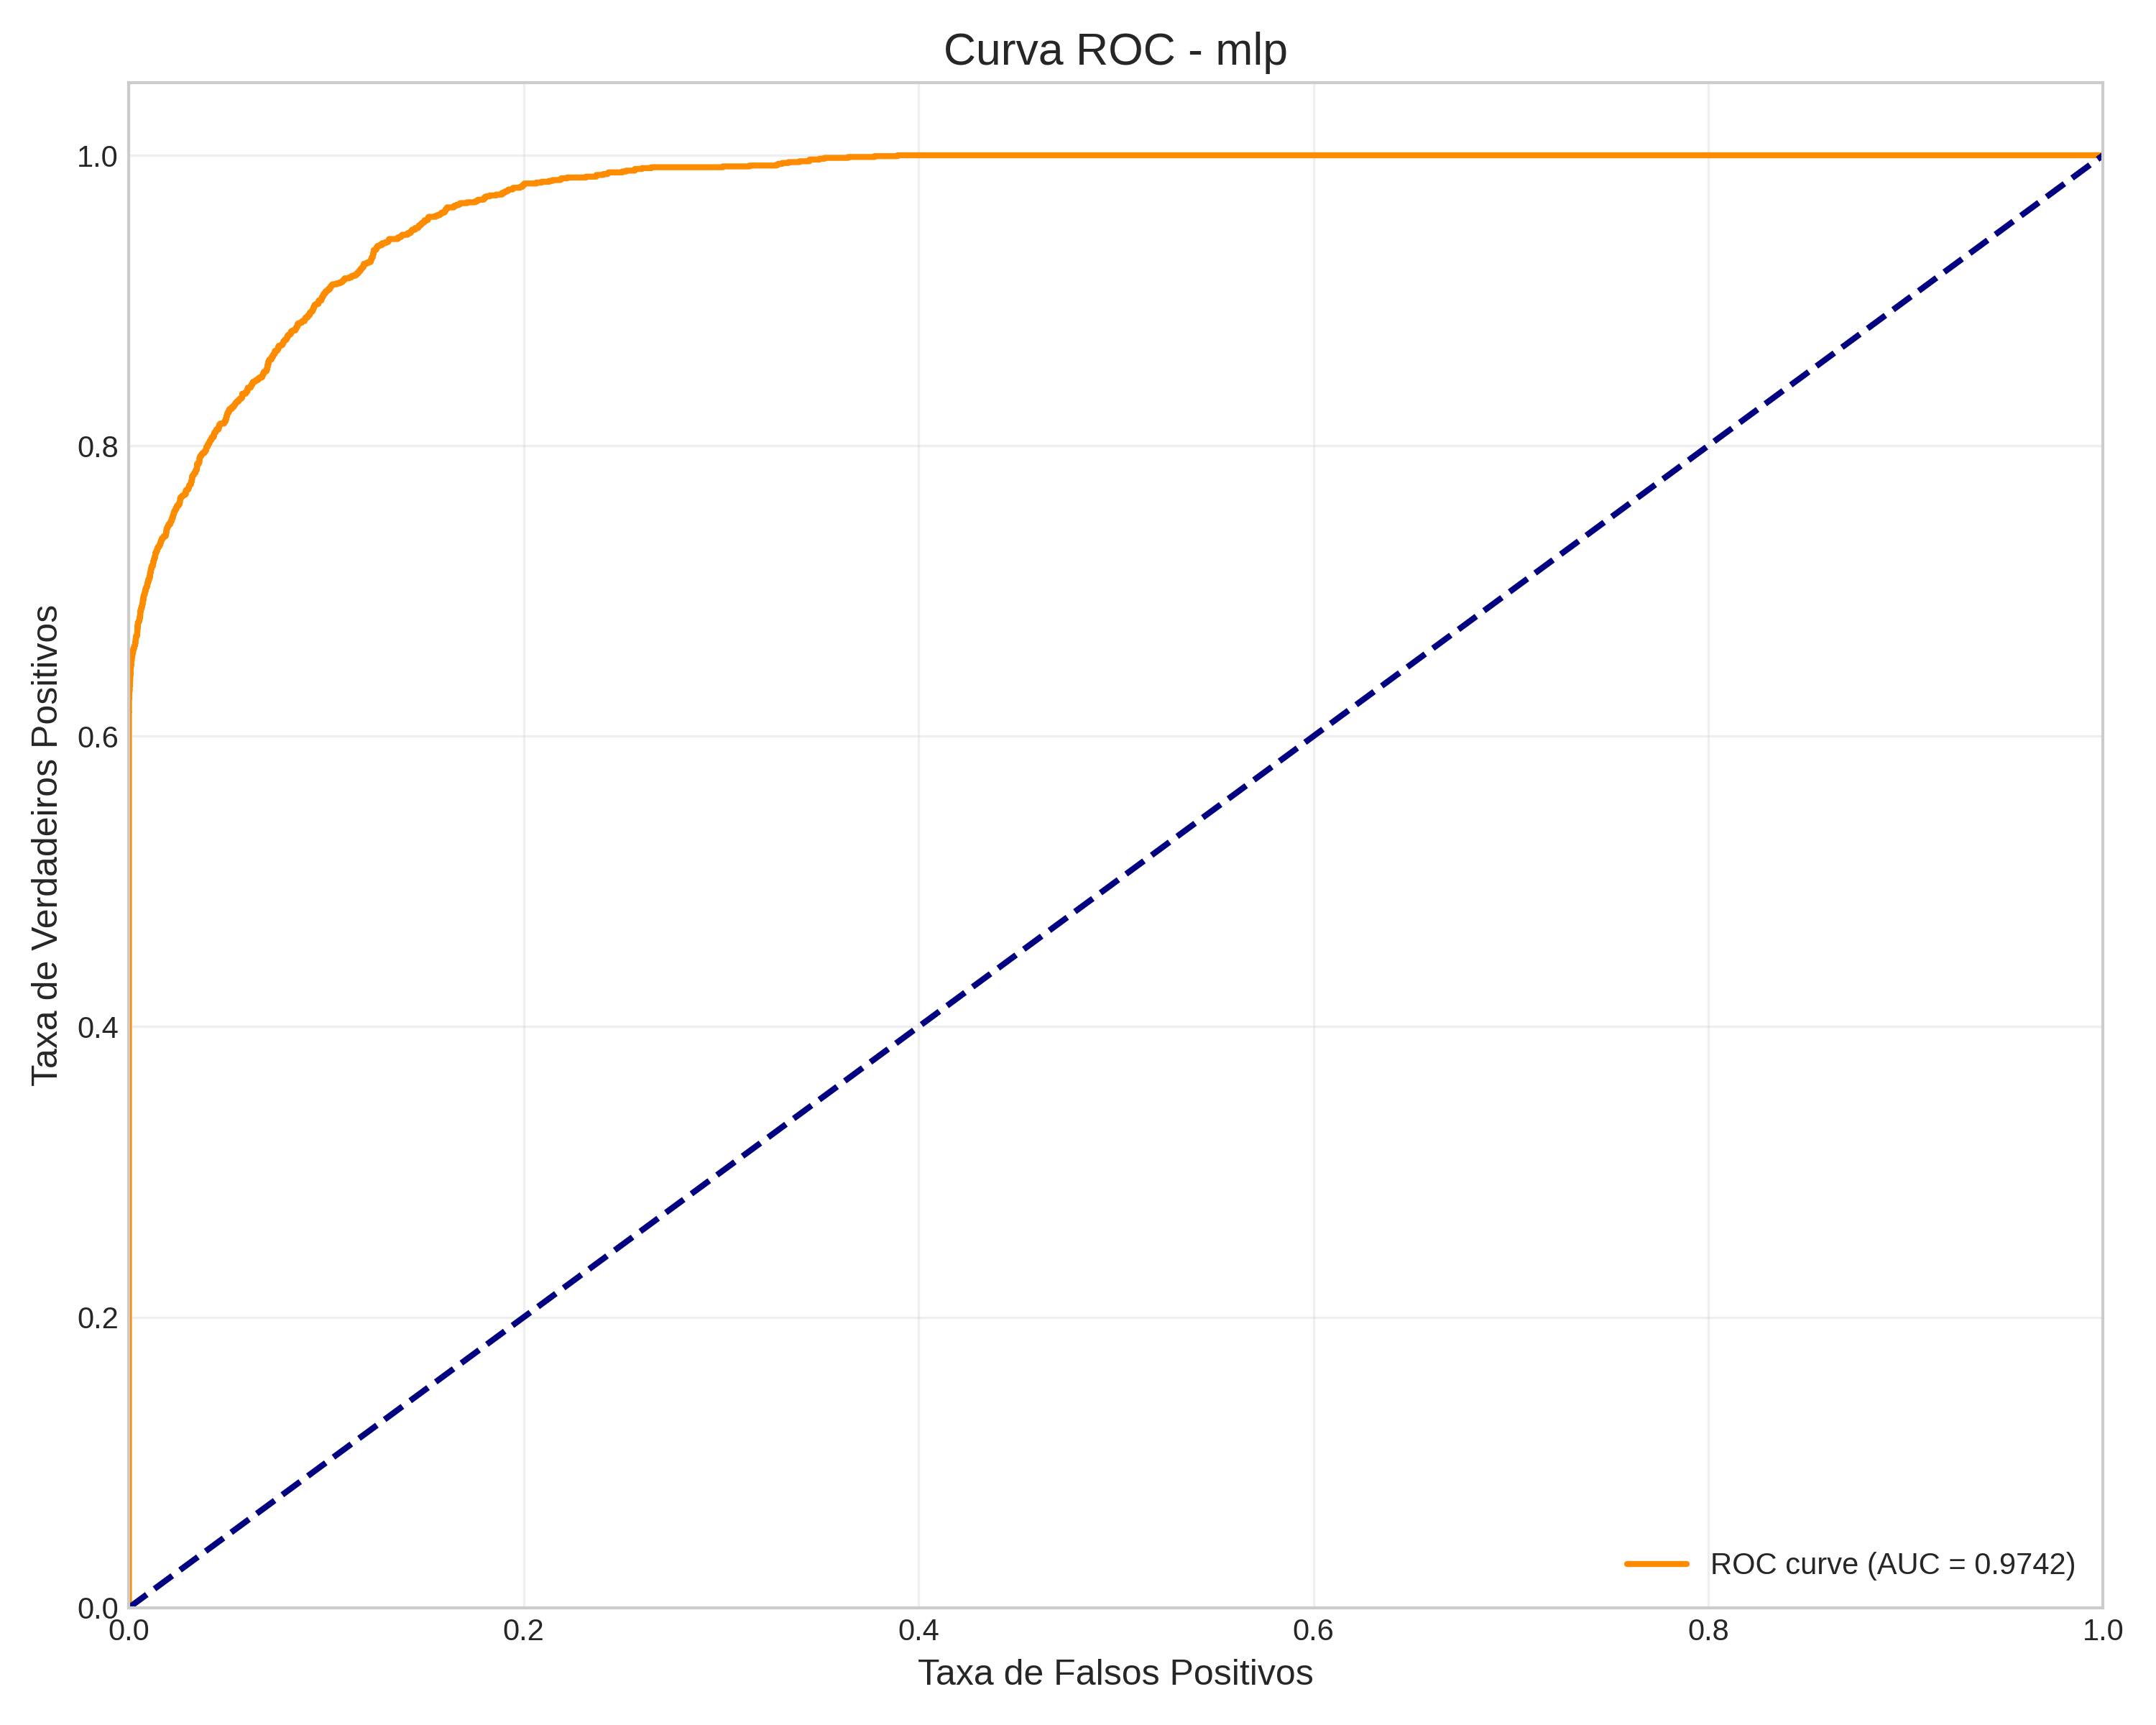 Curva ROC - mlp
Taxa de Verdadeiros Positivos
1.0
0.8
0.6
0.4
0.2
0.0
0.0 0.2 0.4 0.6 0.8 1.0
Taxa de Falsos Positivos
ROC curve (AUC = 0.9742)